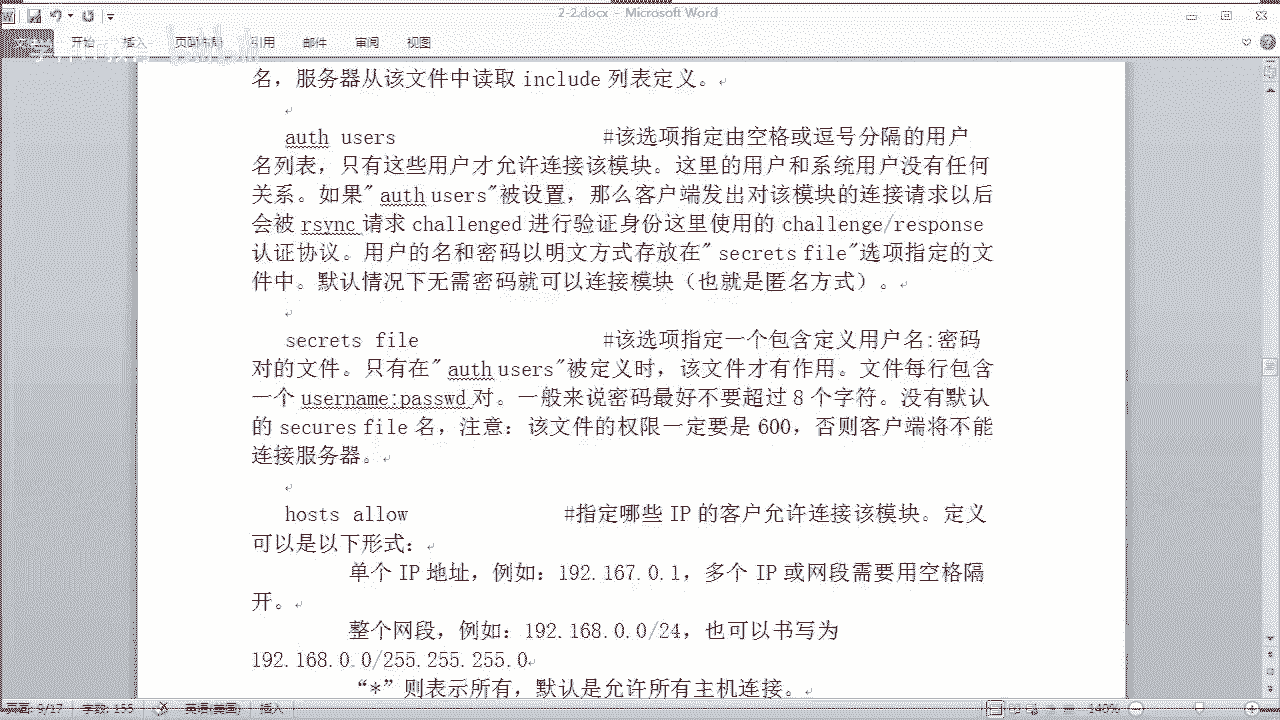 2-2.docx - Microsoft Word
开始 插入 页面布局 引用 邮件 审阅 视图
名，服务器从该文件中读取 include 列表定义。
auth users #该选项指定由空格或逗号分隔的用户
名列表，只有这些用户才允许连接该模块。这里的用户和系统用户没有任何
关系。如果"auth users"被设置，那么客户端发出对该模块的连接请求以后
会被 rsync 请求 challenged 进行验证身份这里使用的 challenge/response
认证协议。用户的名和密码以明文方式存放在"secrets file"选项指定的文
件中。默认情况下无需密码就可以连接模块（也就是匿名方式）。
secrets file #该选项指定一个包含定义用户名:密码
对的文件。只有在"auth users"被定义时，该文件才有作用。文件每行包含
一个 username:passwd 对。一般来说密码最好不要超过 8 个字符。没有默认
的 secures file 名，注意：该文件的权限一定要是 600，否则客户端将不能
连接服务器。
hosts allow #指定哪些 IP 的客户允许连接该模块。定义
可以是以下形式：
单个 IP 地址，例如：192.167.0.1，多个 IP 或网段需要用空格隔
开。
整个网段，例如：192.168.0.0/24，也可以书写为
192.168.0.0/255.255.255.0
“*”则表示所有，默认是允许所有主机连接。
页面: 9/17 字数: 155 英语(美国) 插入 140%